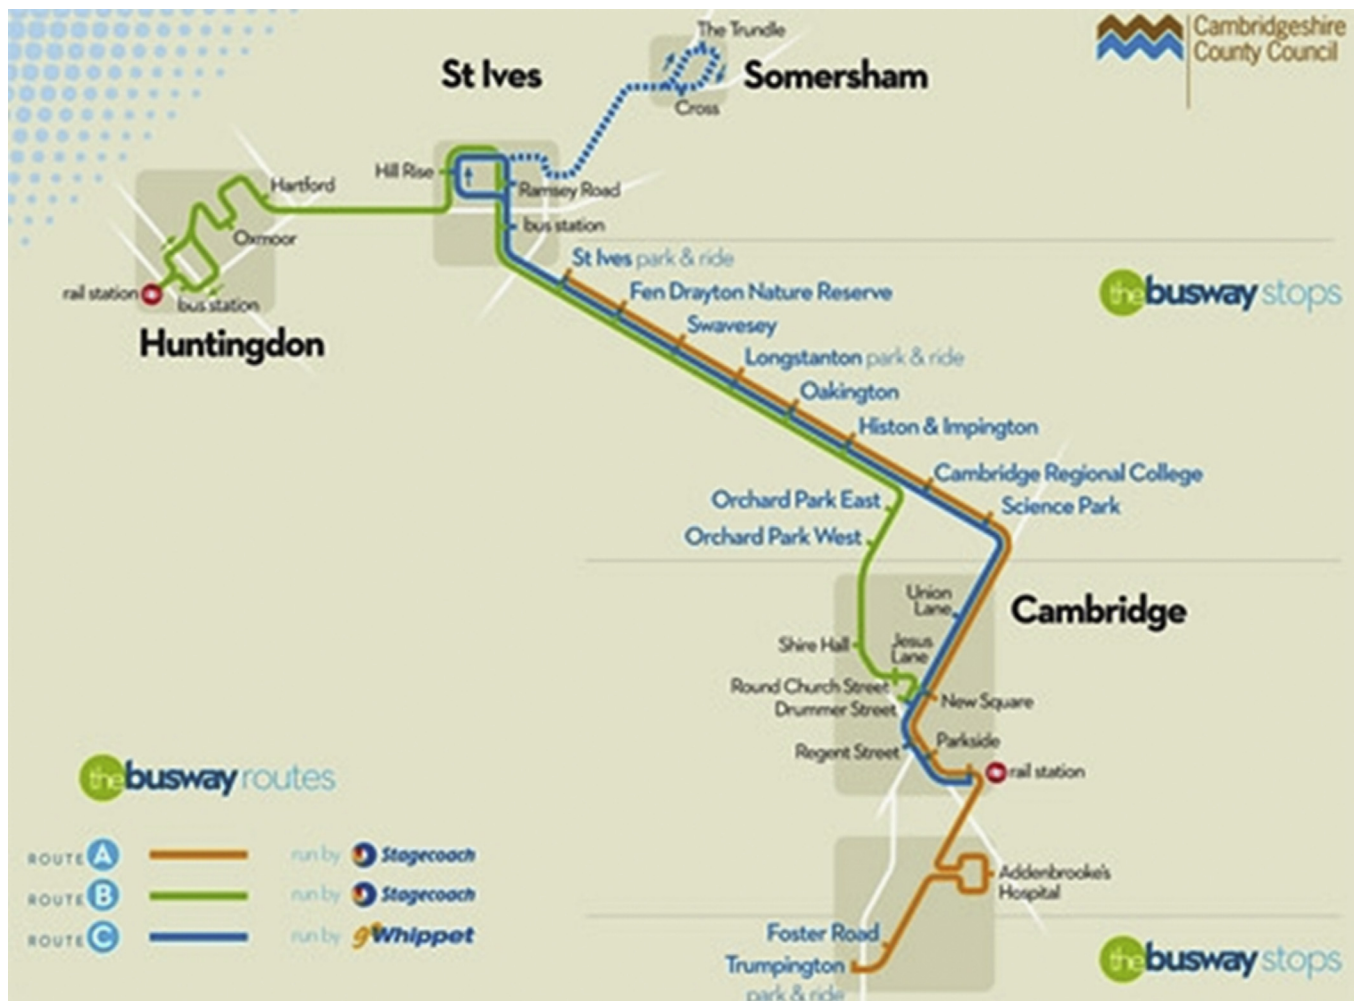 The Trundle
Cambridgeshire
County Council
St Ives
Somersham
Cross
Hill Rise
Hartford
Ramsey Road
bus station
Oxmoor
St Ives park & ride
rail station
bus station
Fen Drayton Nature Reserve
the busway stops
Swavesey
Huntingdon
Longstanton park & ride
Oakington
Histon & Impington
Cambridge Regional College
Orchard Park East
Science Park
Orchard Park West
Union
Lane
Cambridge
Shire Hall
Jesus
Lane
Round Church Street
New Square
Drummer Street
Parkside
Regent Street
rail station
the busway routes
ROUTE A run by Stagecoach
Addenbrooke's
Hospital
ROUTE B run by Stagecoach
ROUTE C run by Whippet
Foster Road
Trumpington
park & ride
the busway stops